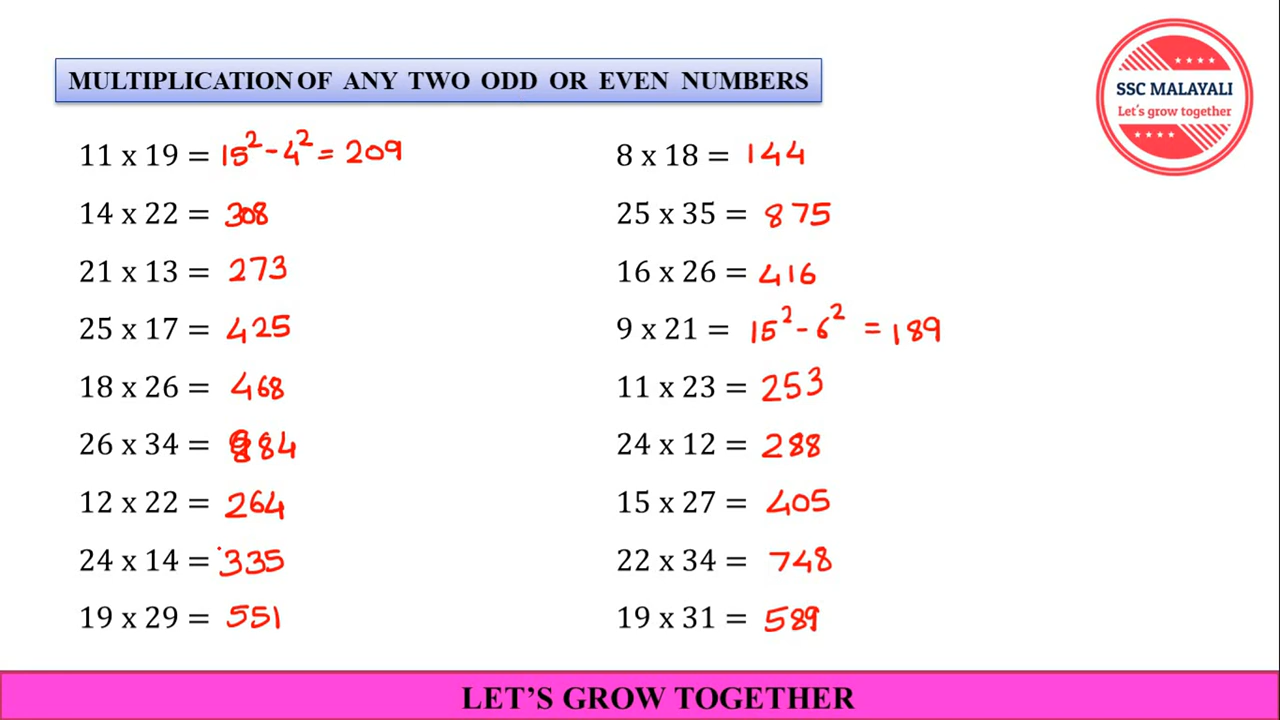 MULTIPLICATION OF ANY TWO ODD OR EVEN NUMBERS
SSC MALAYALI
Let's grow together
11 x 19 = 15² - 4² = 209
14 x 22 = 308
21 x 13 = 273
25 x 17 = 425
18 x 26 = 468
26 x 34 = 884
12 x 22 = 264
24 x 14 = 335
19 x 29 = 551
8 x 18 = 144
25 x 35 = 875
16 x 26 = 416
9 x 21 = 15² - 6² = 189
11 x 23 = 253
24 x 12 = 288
15 x 27 = 405
22 x 34 = 748
19 x 31 = 589
LET'S GROW TOGETHER